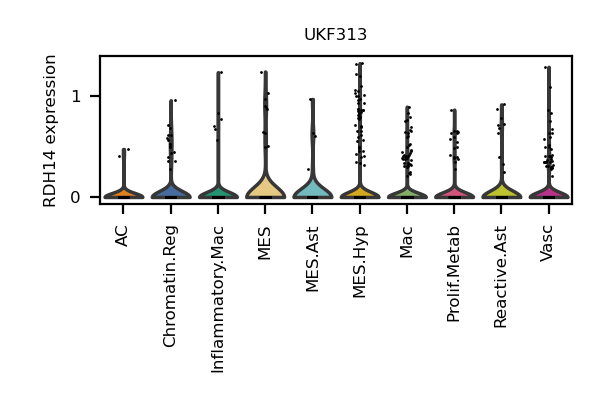 UKF313
RDH14 expression
1
0
AC
Chromatin.Reg
Inflammatory.Mac
MES
MES.Ast
MES.Hyp
Mac
Prolif.Metab
Reactive.Ast
Vasc